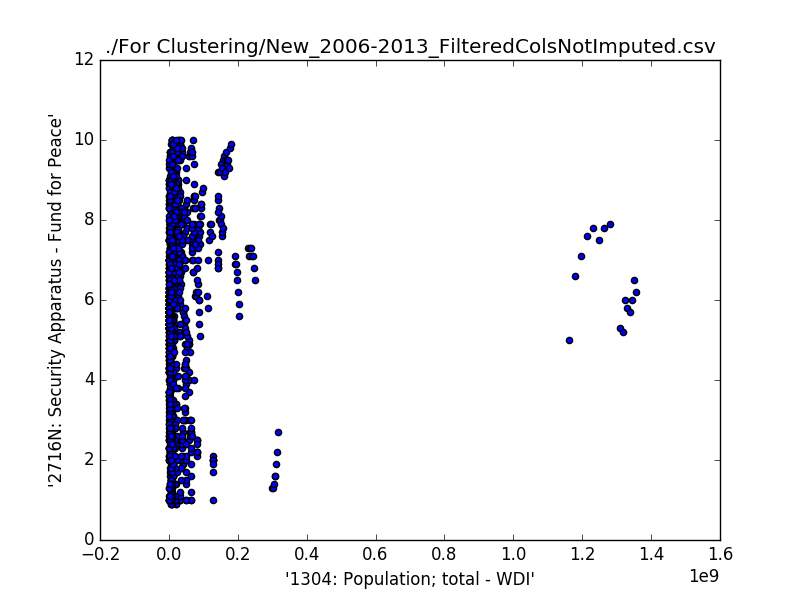 ./For Clustering/New_2006-2013_FilteredColsNotImputed.csv
12
10
8
6
4
2
0
'2716N: Security Apparatus - Fund for Peace'
−0.2 0.0 0.2 0.4 0.6 0.8 1.0 1.2 1.4 1.6
1e9
'1304: Population; total - WDI'